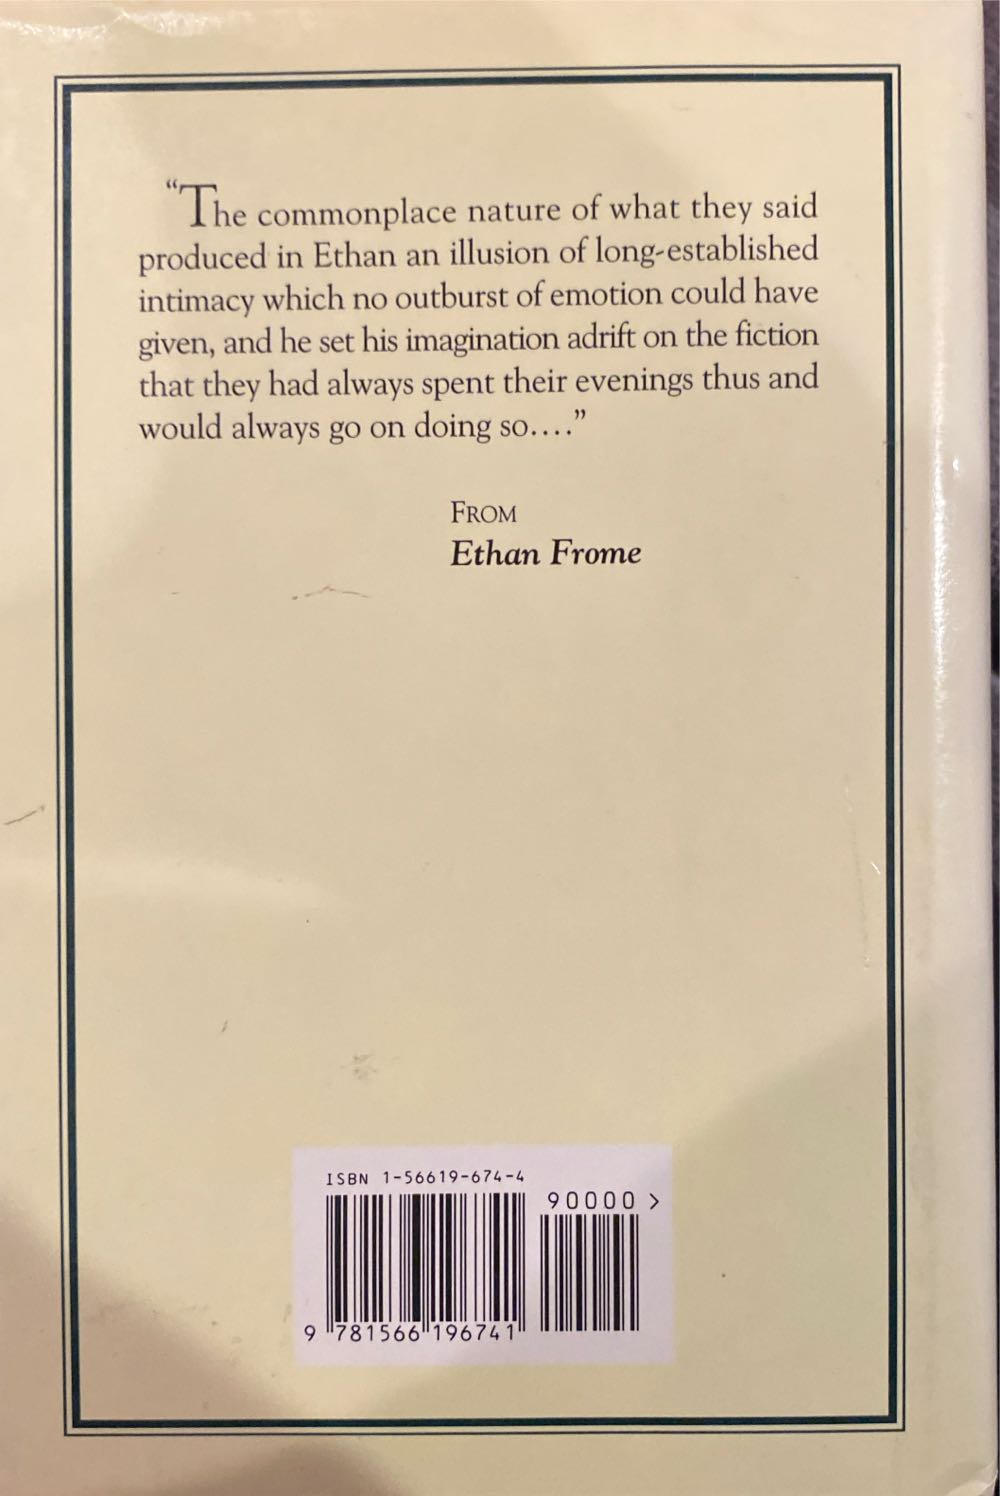 “The commonplace nature of what they said
produced in Ethan an illusion of long-established
intimacy which no outburst of emotion could have
given, and he set his imagination adrift on the fiction
that they had always spent their evenings thus and
would always go on doing so....”
FROM
Ethan Frome
ISBN 1-56619-674-4
90000 >
9 781566 196741